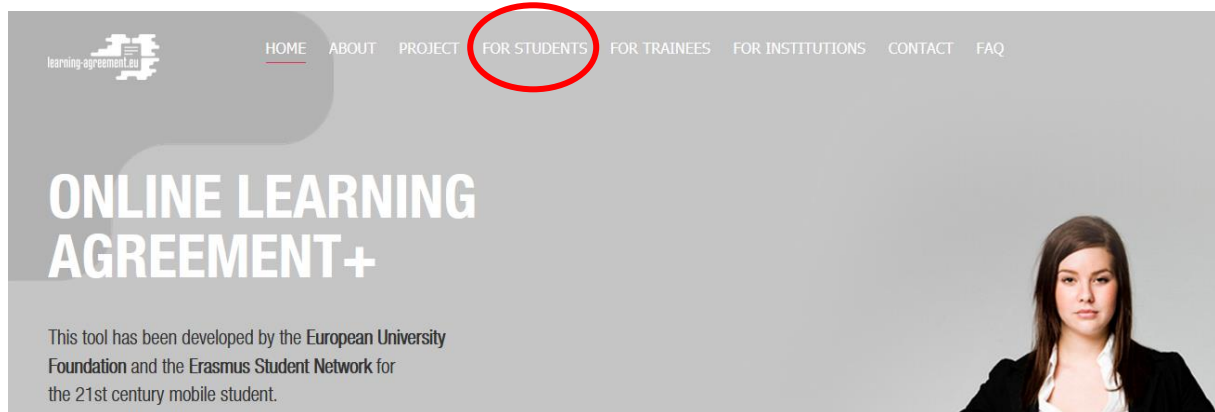 learning-agreement.eu
HOME ABOUT PROJECT FOR STUDENTS FOR TRAINEES FOR INSTITUTIONS CONTACT FAQ
ONLINE LEARNING
AGREEMENT+
This tool has been developed by the European University
Foundation and the Erasmus Student Network for
the 21st century mobile student.